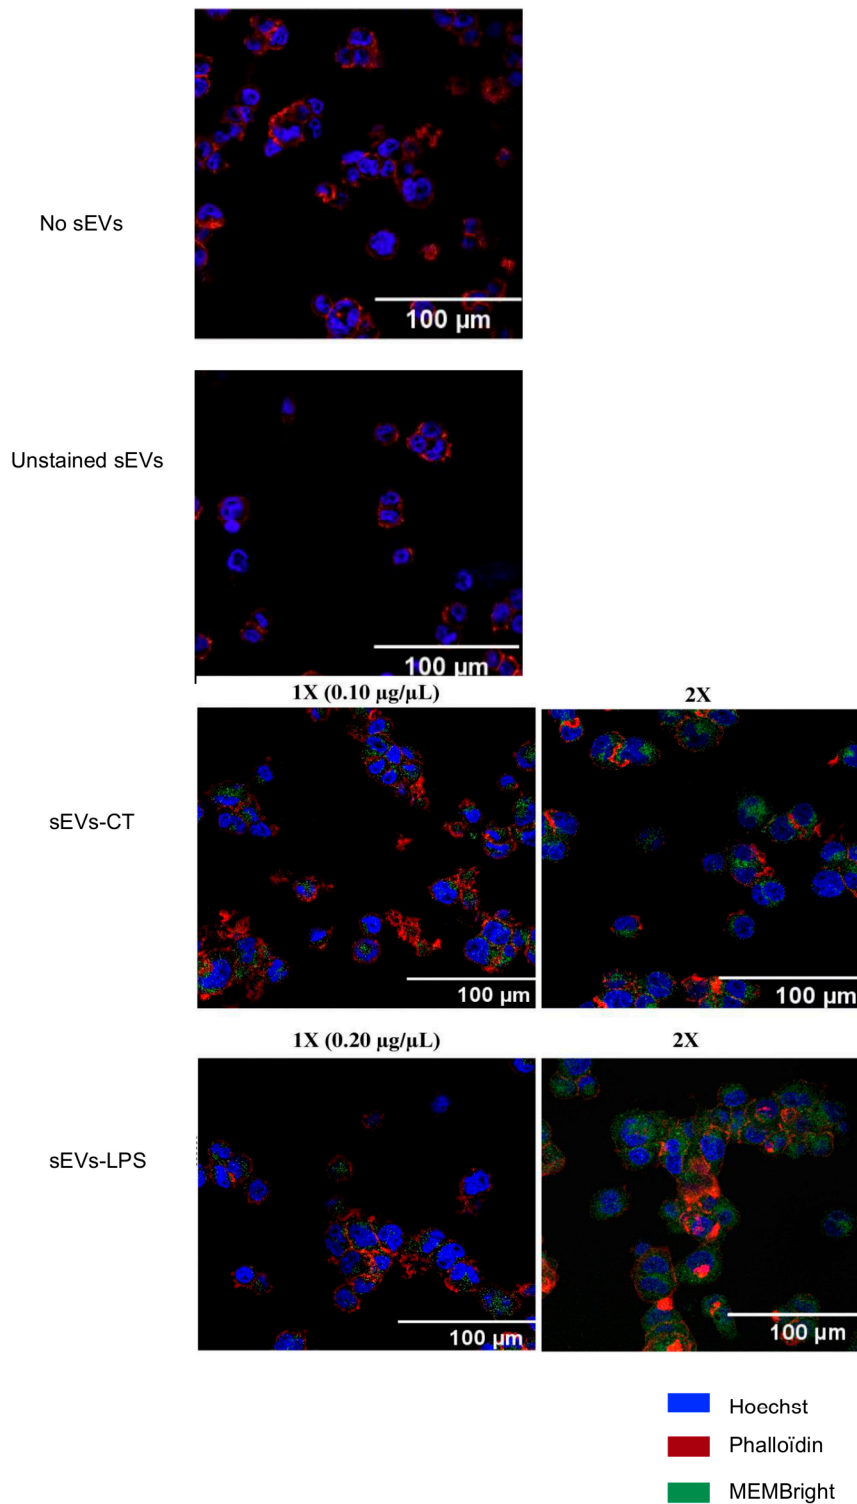 No sEVs
100 µm
Unstained sEVs
100 µm
1X (0.10 µg/µL)
2X
sEVs-CT
100 µm
100 µm
1X (0.20 µg/µL)
2X
sEVs-LPS
100 µm
100 µm
Hoechst
Phalloïdin
MEMBright